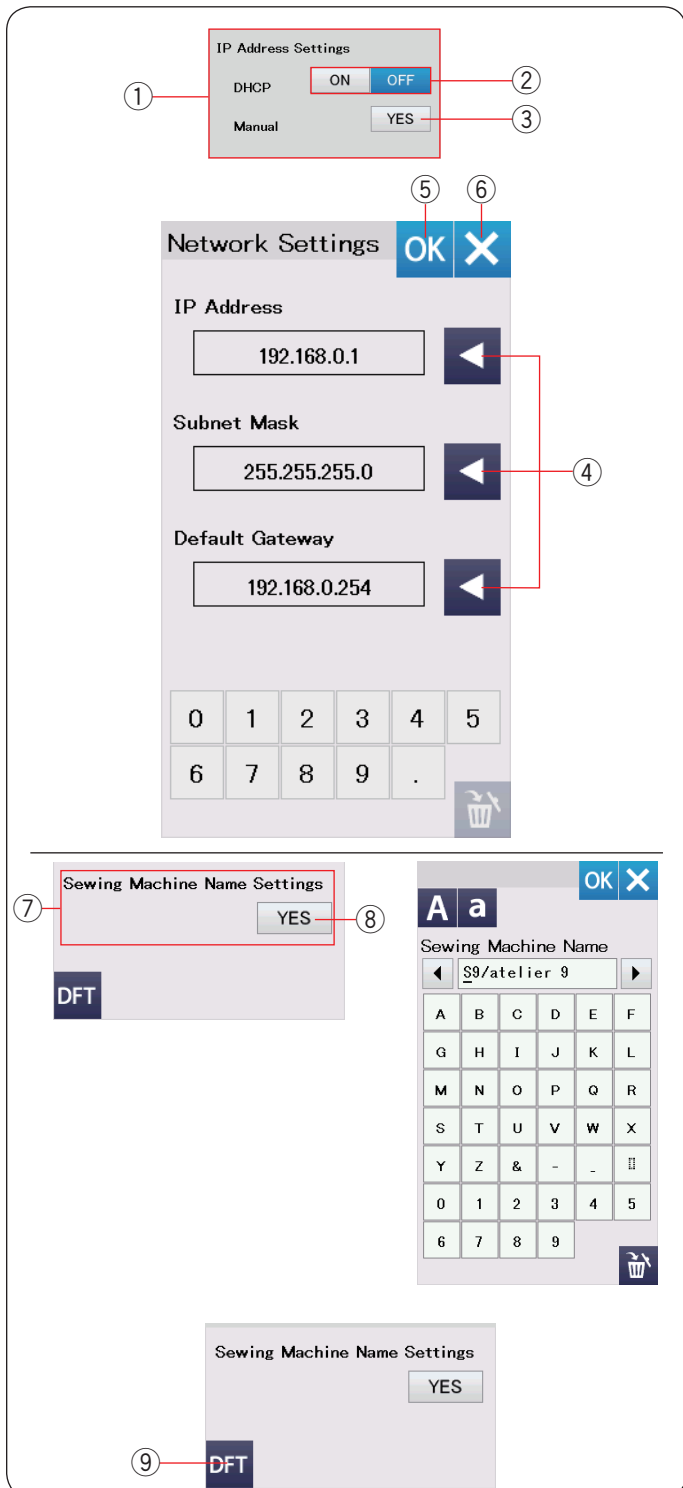 IP Address Settings
DHCP ON OFF ②
① Manual YES ③
⑤ ⑥
Network Settings OK
IP Address
192.168.0.1
Subnet Mask
255.255.255.0 ④
Default Gateway
192.168.0.254
0 1 2 3 4 5
6 7 8 9 .
⑦ Sewing Machine Name Settings
YES ⑧
DFT
OK
A a
Sewing Machine Name
S9/atelier 9
A B C D E F
G H I J K L
M N O P Q R
S T U V W X
Y Z & - _
0 1 2 3 4 5
6 7 8 9
Sewing Machine Name Settings
YES
⑨ DFT